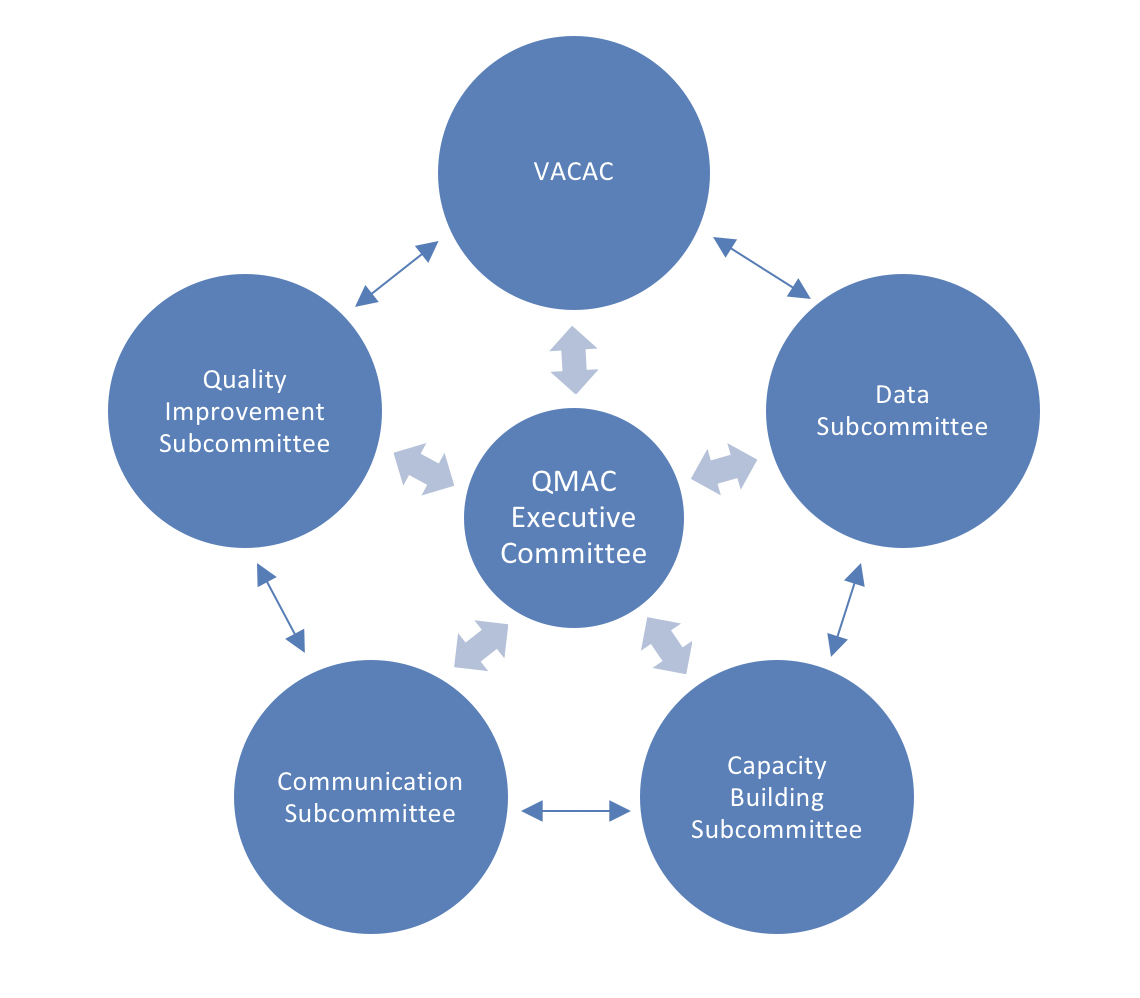 VACAC
Quality
Improvement
Subcommittee
Data
Subcommittee
QMAC
Executive
Committee
Communication
Subcommittee
Capacity
Building
Subcommittee